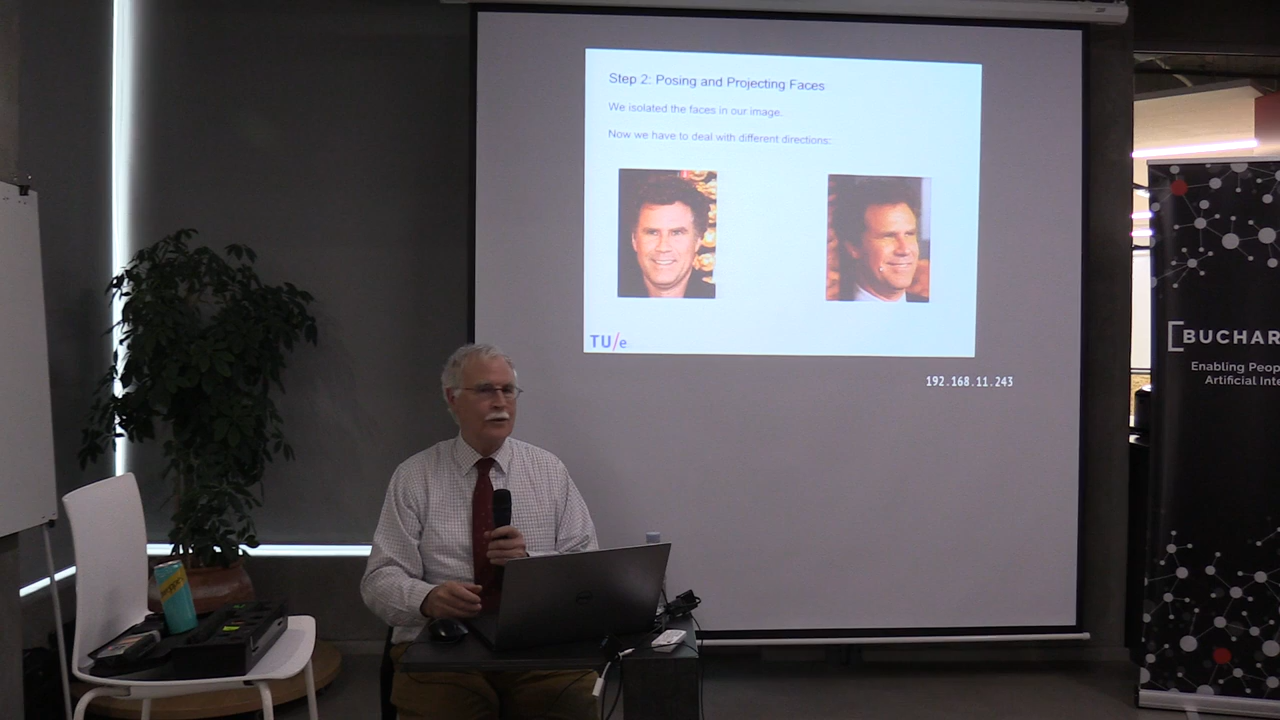 Step 2: Posing and Projecting Faces
We isolated the faces in our image.
Now we have to deal with different directions:
TU/e
192.168.11.243
[BUCHAR
Enabling Peop
Artificial Inte